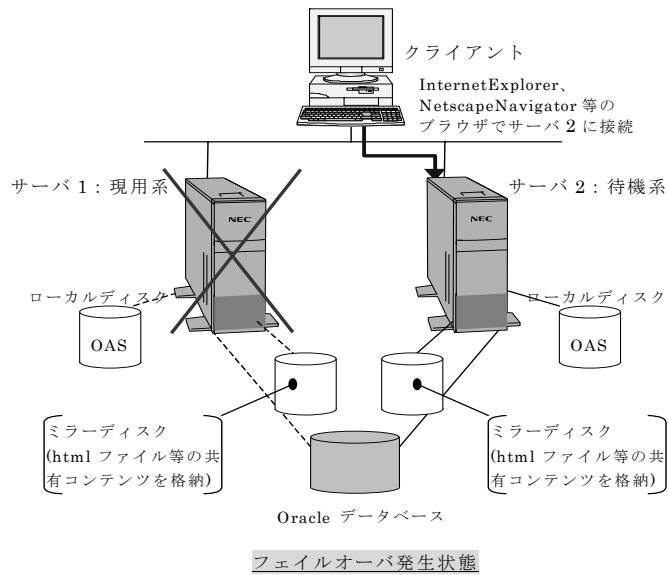 クライアント
InternetExplorer、
NetscapeNavigator 等の
ブラウザでサーバ 2 に接続
サーバ 1：現用系
サーバ 2：待機系
NEC
NEC
ローカルディスク
ローカルディスク
OAS
OAS
ミラーディスク
(html ファイル等の共
有コンテンツを格納)
ミラーディスク
(html ファイル等の共
有コンテンツを格納)
Oracle データベース
フェイルオーバ発生状態